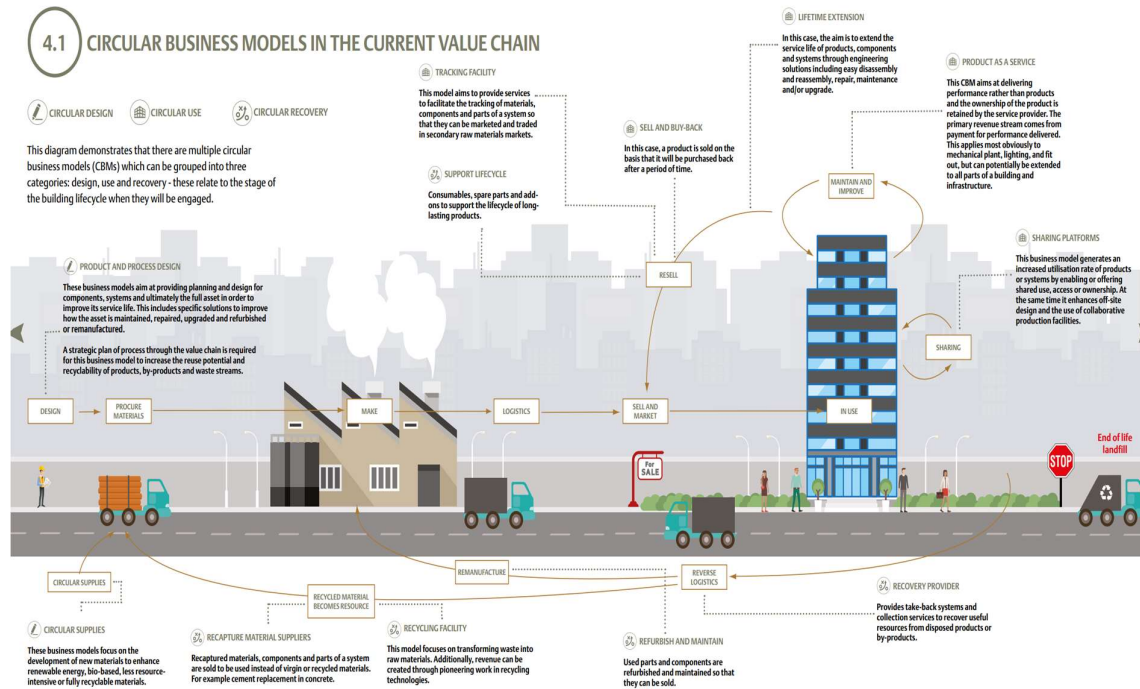 4.1
CIRCULAR BUSINESS MODELS IN THE CURRENT VALUE CHAIN
CIRCULAR DESIGN
CIRCULAR USE
CIRCULAR RECOVERY
This diagram demonstrates that there are multiple circular
business models (CBMs) which can be grouped into three
categories: design, use and recovery - these relate to the stage of
the building lifecycle when they will be engaged.
TRACKING FACILITY
This model aims to provide services
to facilitate the tracking of materials,
components and parts of a system so
that they can be marketed and traded
in secondary raw materials markets.
SUPPORT LIFECYCLE
Consumables, spare parts and add-
ons to support the lifecycle of long-
lasting products.
SELL AND BUY-BACK
In this case, a product is sold on the
basis that it will be purchased back
after a period of time.
LIFETIME EXTENSION
In this case, the aim is to extend the
service life of products, components
and systems through engineering
solutions including easy disassembly
and reassembly, repair, maintenance
and/or upgrade.
PRODUCT AS A SERVICE
This CBM aims at delivering
performance rather than products
and the ownership of the product is
retained by the service provider. The
primary revenue stream comes from
payment for performance delivered.
This applies most obviously to
mechanical plant, lighting, and fit
out, but can potentially be extended
to all parts of a building and
infrastructure.
MAINTAIN AND
IMPROVE
SHARING PLATFORMS
This business model generates an
increased utilisation rate of products
or systems by enabling or offering
shared use, access or ownership. At
the same time it enhances off-site
design and the use of collaborative
production facilities.
PRODUCT AND PROCESS DESIGN
These business models aim at providing planning and design for
components, systems and ultimately the full asset in order to
improve its service life. This includes specific solutions to improve
how the asset is maintained, repaired, upgraded and refurbished
or remanufactured.
A strategic plan of process through the value chain is required
for this business model to increase the reuse potential and
recyclability of products, by-products and waste streams.
RESELL
SHARING
DESIGN
PROCURE
MATERIALS
MAKE
LOGISTICS
SELL AND
MARKET
IN USE
For
SALE
End of life
landfill
STOP
CIRCULAR SUPPLIES
RECYCLED MATERIAL
BECOMES RESOURCE
REMANUFACTURE
REVERSE
LOGISTICS
CIRCULAR SUPPLIES
These business models focus on the
development of new materials to enhance
renewable energy, bio-based, less resource-
intensive or fully recyclable materials.
RECAPTURE MATERIAL SUPPLIERS
Recaptured materials, components and parts of a system
are sold to be used instead of virgin or recycled materials.
For example cement replacement in concrete.
RECYCLING FACILITY
This model focuses on transforming waste into
raw materials. Additionally, revenue can be
created through pioneering work in recycling
technologies.
REFURBISH AND MAINTAIN
Used parts and components are
refurbished and maintained so that
they can be sold.
RECOVERY PROVIDER
Provides take-back systems and
collection services to recover useful
resources from disposed products or
by-products.